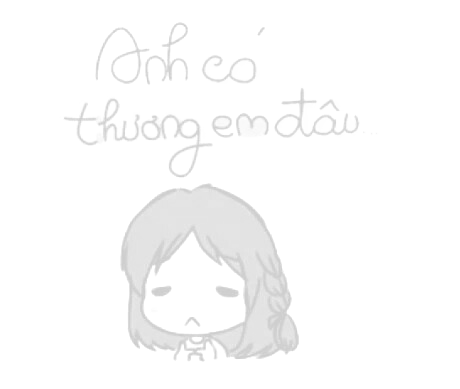 Anh có
thương em đâu